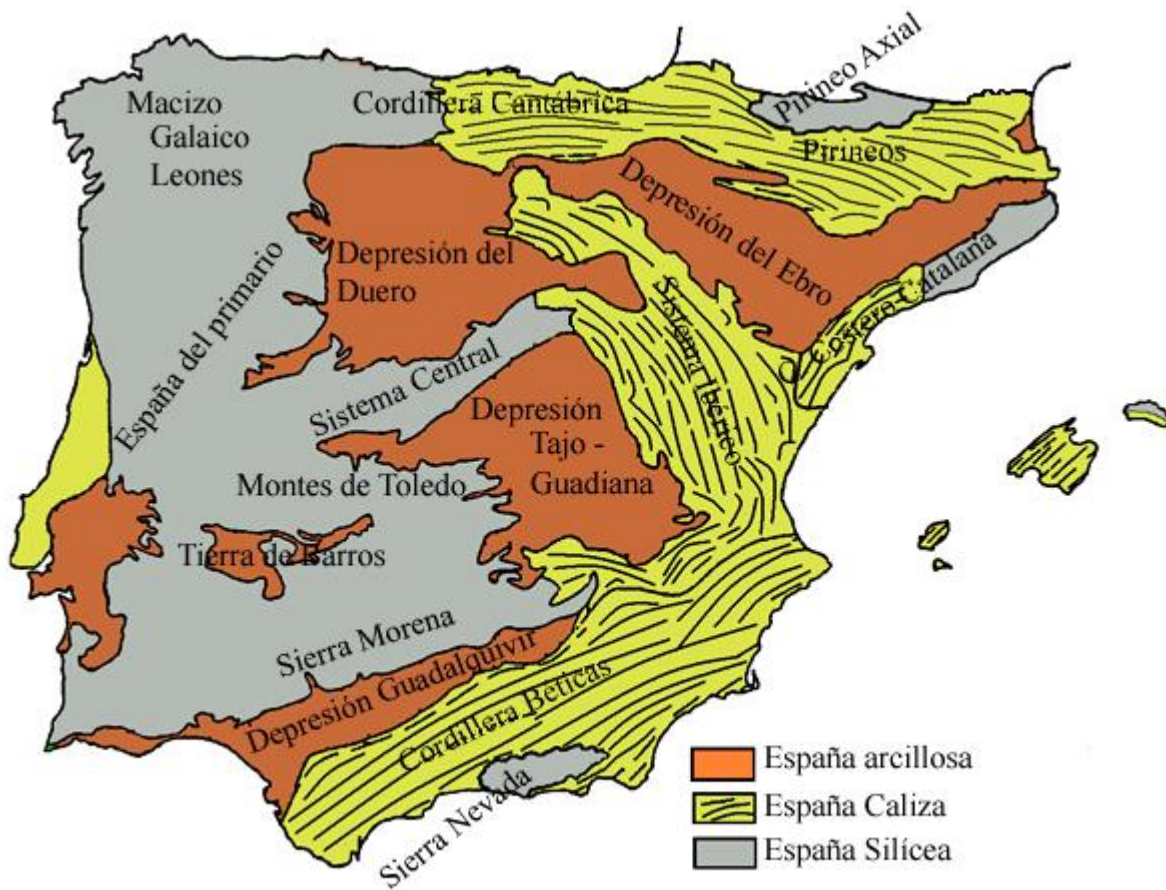 Macizo
Galaico
Leones
Cordillera Cantábrica
Pirineo Axial
Pirineos
Depresión del Ebro
Depresión del
Duero
España del primario
C. Costero Catalana
Sistema Ibérico
Sistema Central
Depresión
Tajo -
Guadiana
Montes de Toledo
Tierra de Barros
Sierra Morena
Depresión Guadalquivir
Cordillera Beticas
Sierra Nevada
España arcillosa
España Caliza
España Silícea